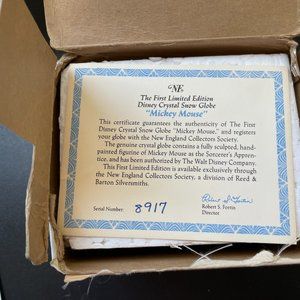 NE
The First Limited Edition
Disney Crystal Snow Globe
"Mickey Mouse"
This certificate guarantees the authenticity of The First
Disney Crystal Snow Globe "Mickey Mouse," and registers
your globe with the New England Collectors Society.
The genuine crystal globe contains a fully sculpted, hand-
painted figurine of Mickey Mouse as the Sorcerer's Appren-
tice, and has been authorized by The Walt Disney Company.
This First Limited Edition is available exclusively through
the New England Collectors Society, a division of Reed &
Barton Silversmiths.
Serial Number: 8917
Robert S. Fortin
Robert S. Fortis
Director